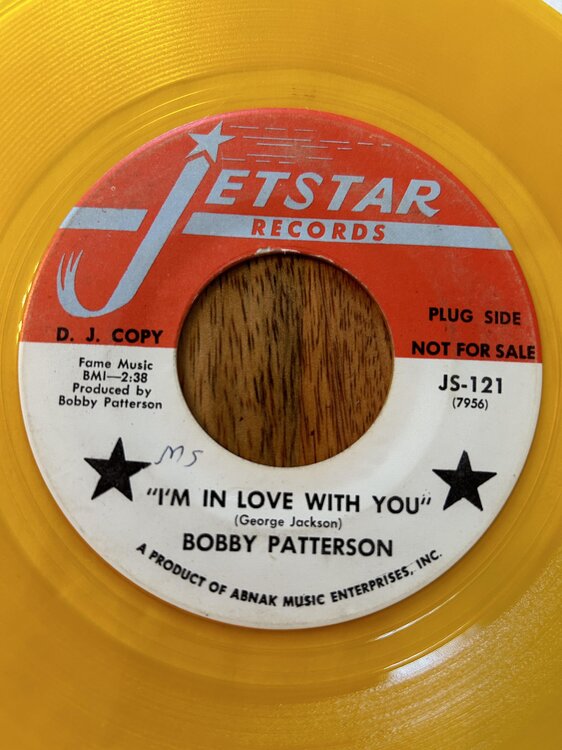 JETSTAR
RECORDS
D. J. COPY
PLUG SIDE
NOT FOR SALE
Fame Music
BMI—2:38
Produced by
Bobby Patterson
JS-121
(7956)
MS
"I'M IN LOVE WITH YOU"
(George Jackson)
BOBBY PATTERSON
A PRODUCT OF ABNAK MUSIC ENTERPRISES, INC.